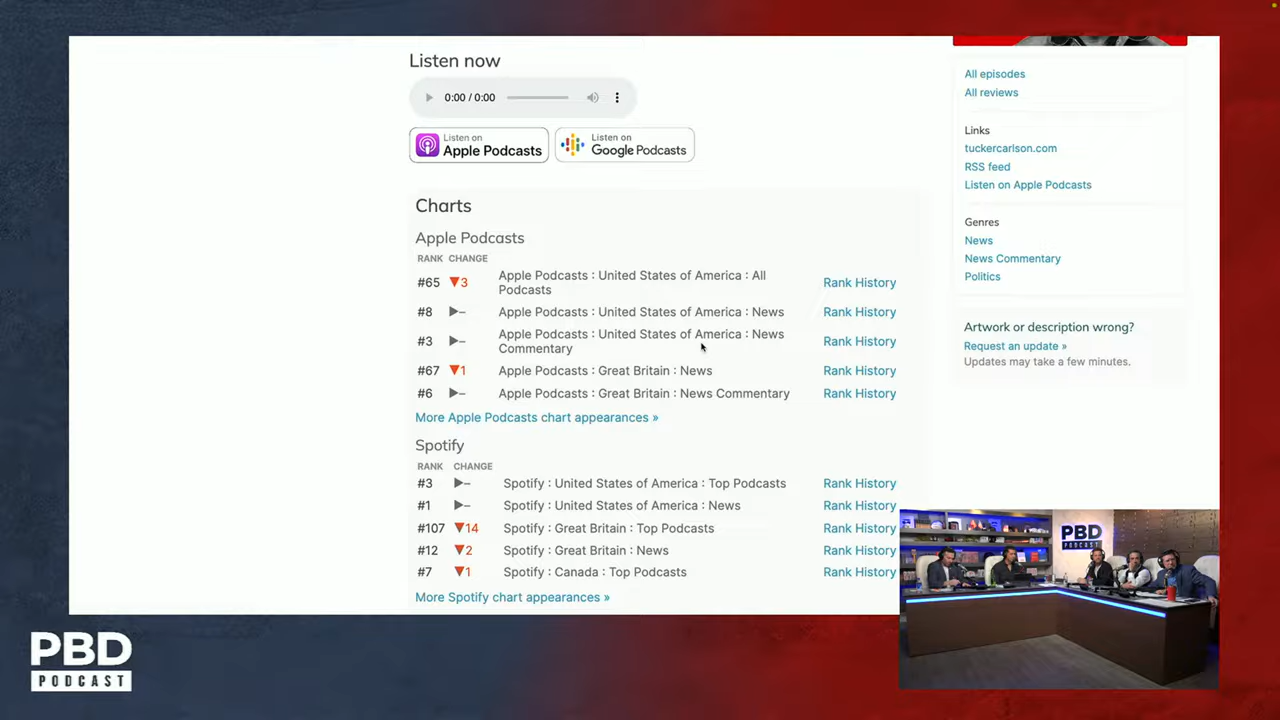 Listen now
0:00 / 0:00
Listen on
Apple Podcasts
Listen on
Google Podcasts
Charts
Apple Podcasts
RANK CHANGE
#65 ▼3 Apple Podcasts : United States of America : All
Podcasts Rank History
#8 ▶– Apple Podcasts : United States of America : News Rank History
#3 ▶– Apple Podcasts : United States of America : News
Commentary Rank History
#67 ▼1 Apple Podcasts : Great Britain : News Rank History
#6 ▶– Apple Podcasts : Great Britain : News Commentary Rank History
More Apple Podcasts chart appearances »
Spotify
RANK CHANGE
#3 ▶– Spotify : United States of America : Top Podcasts Rank History
#1 ▶– Spotify : United States of America : News Rank History
#107 ▼14 Spotify : Great Britain : Top Podcasts Rank History
#12 ▼2 Spotify : Great Britain : News Rank History
#7 ▼1 Spotify : Canada : Top Podcasts Rank History
More Spotify chart appearances »
All episodes
All reviews
Links
tuckercarlson.com
RSS feed
Listen on Apple Podcasts
Genres
News
News Commentary
Politics
Artwork or description wrong?
Request an update »
Updates may take a few minutes.
PBD
PODCAST
PBD
PODCAST